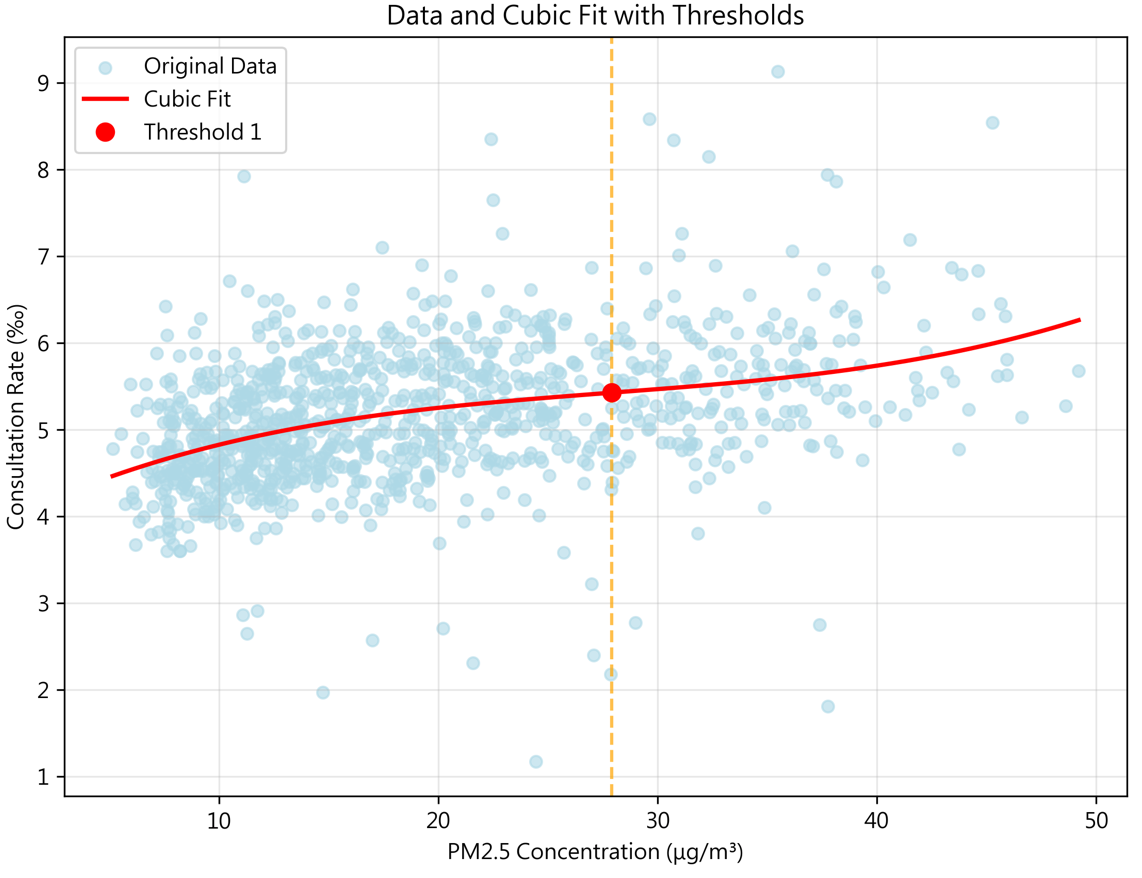 Data and Cubic Fit with Thresholds
Original Data
Cubic Fit
Threshold 1
9
8
7
6
5
4
3
2
1
Consultation Rate (‰)
10 20 30 40 50
PM2.5 Concentration (μg/m³)